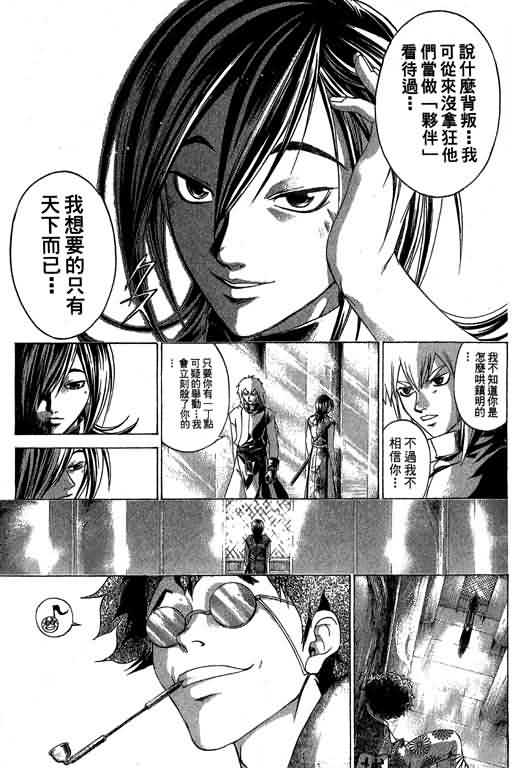 說什麼背叛…我
可從來沒拿狂他
們當做「夥伴」
看待過…
我想要的只有
天下而已…
我不知道你是
怎麼哄鎮明的
…
不過我不
相信你…
只要你有一丁點
可疑的舉動…我
會立刻殺了你的
…